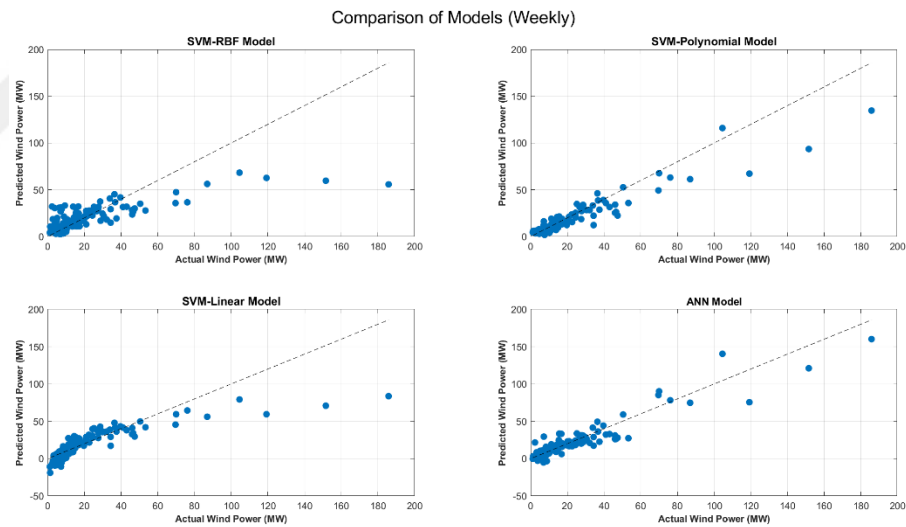 Comparison of Models (Weekly)
SVM-RBF Model
200
150
100
50
0
Predicted Wind Power (MW)
0 20 40 60 80 100 120 140 160 180 200
Actual Wind Power (MW)
SVM-Polynomial Model
200
150
100
50
0
Predicted Wind Power (MW)
0 20 40 60 80 100 120 140 160 180 200
Actual Wind Power (MW)
SVM-Linear Model
200
150
100
50
0
-50
Predicted Wind Power (MW)
0 20 40 60 80 100 120 140 160 180 200
Actual Wind Power (MW)
ANN Model
200
150
100
50
0
-50
Predicted Wind Power (MW)
0 20 40 60 80 100 120 140 160 180 200
Actual Wind Power (MW)